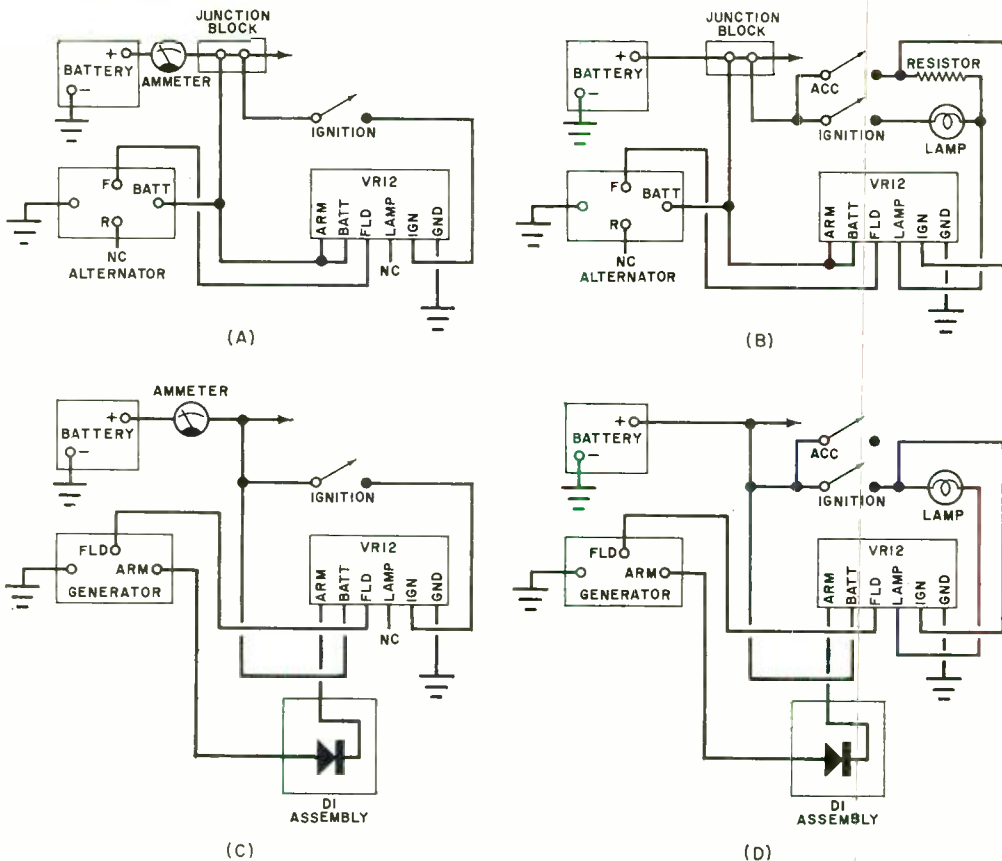 JUNCTION
BLOCK
+
BATTERY
-
AMMETER
IGNITION
F
BATT
R
NC
ALTERNATOR
VR12
ARM
BATT
FLD
LAMP
IGN
GND
NC
(A)
JUNCTION
BLOCK
+
BATTERY
-
ACC
RESISTOR
IGNITION
LAMP
F
BATT
R
NC
ALTERNATOR
VR12
ARM
BATT
FLD
LAMP
IGN
GND
(B)
AMMETER
+
BATTERY
-
IGNITION
FLD
ARM
GENERATOR
VR12
ARM
BATT
FLD
LAMP
IGN
GND
NC
D1
ASSEMBLY
(C)
+
BATTERY
-
ACC
IGNITION
LAMP
FLD
ARM
GENERATOR
VR12
ARM
BATT
FLD
LAMP
IGN
GND
D1
ASSEMBLY
(D)